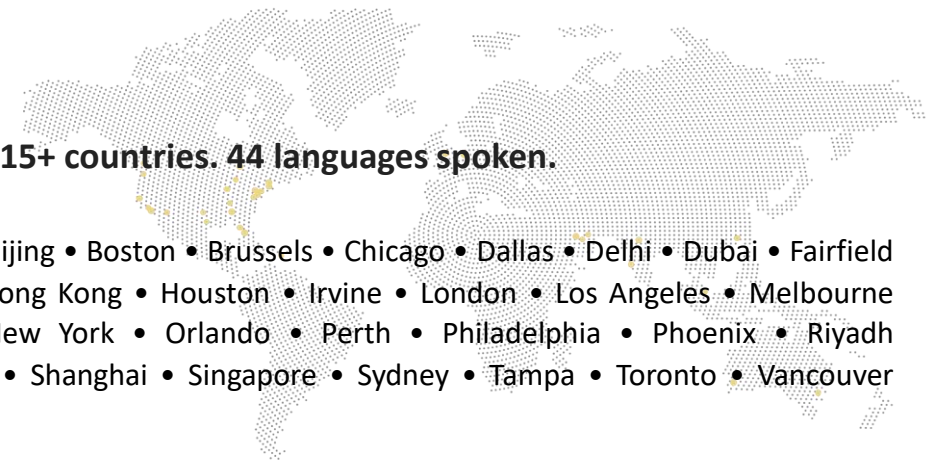 15+ countries. 44 languages spoken.
ijing • Boston • Brussels • Chicago • Dallas • Delhi • Dubai • Fairfield
ong Kong • Houston • Irvine • London • Los Angeles • Melbourne
ew York • Orlando • Perth • Philadelphia • Phoenix • Riyadh
• Shanghai • Singapore • Sydney • Tampa • Toronto • Vancouver